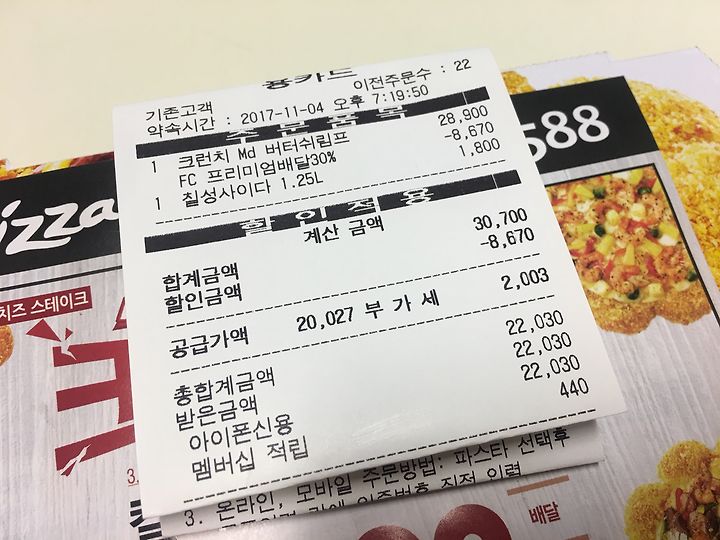 용카드
이전주문수 : 22
기존고객
약속시간 : 2017-11-04 오후 7:19:50
주 문 품 목
1 크런치 Md 버터쉬림프 28,900
FC 프리미엄배달30% -8,670
1 칠성사이다 1.25L 1,800
할 인 적 용
계산 금액
합계금액 30,700
할인금액 -8,670
공급가액 20,027 부 가 세 2,003
총합계금액 22,030
받은금액 22,030
아이폰신용 22,030
멤버십 적립 440
3. 온라인, 모바일 주문방법: 파스타 선택후
588
izza
치즈 스테이크
3.
배달